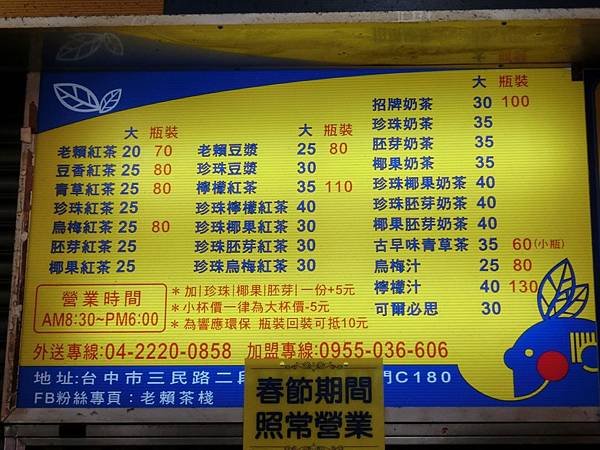 大 瓶裝
老賴紅茶 20 70
豆香紅茶 25 80
青草紅茶 25 80
珍珠紅茶 25
烏梅紅茶 25 80
胚芽紅茶 25
椰果紅茶 25
大 瓶裝
老賴豆漿 25 80
珍珠豆漿 30
檸檬紅茶 35 110
珍珠檸檬紅茶 40
珍珠椰果紅茶 30
珍珠胚芽紅茶 30
珍珠烏梅紅茶 30
大 瓶裝
招牌奶茶 30 100
珍珠奶茶 35
胚芽奶茶 35
椰果奶茶 35
珍珠椰果奶茶 40
珍珠胚芽奶茶 40
椰果胚芽奶茶 40
古早味青草茶 35 60(小瓶)
烏梅汁 25 80
檸檬汁 40 130
可爾必思 30
營業時間
AM8:30~PM6:00
*加|珍珠|椰果|胚芽|一份+5元
*小杯價一律為大杯價-5元
*為響應環保 瓶裝回裝可抵10元
外送專線:04-2220-0858 加盟專線:0955-036-606
地址:台中市三民路二段 門C180
FB粉絲專頁：老賴茶棧
春節期間
照常營業